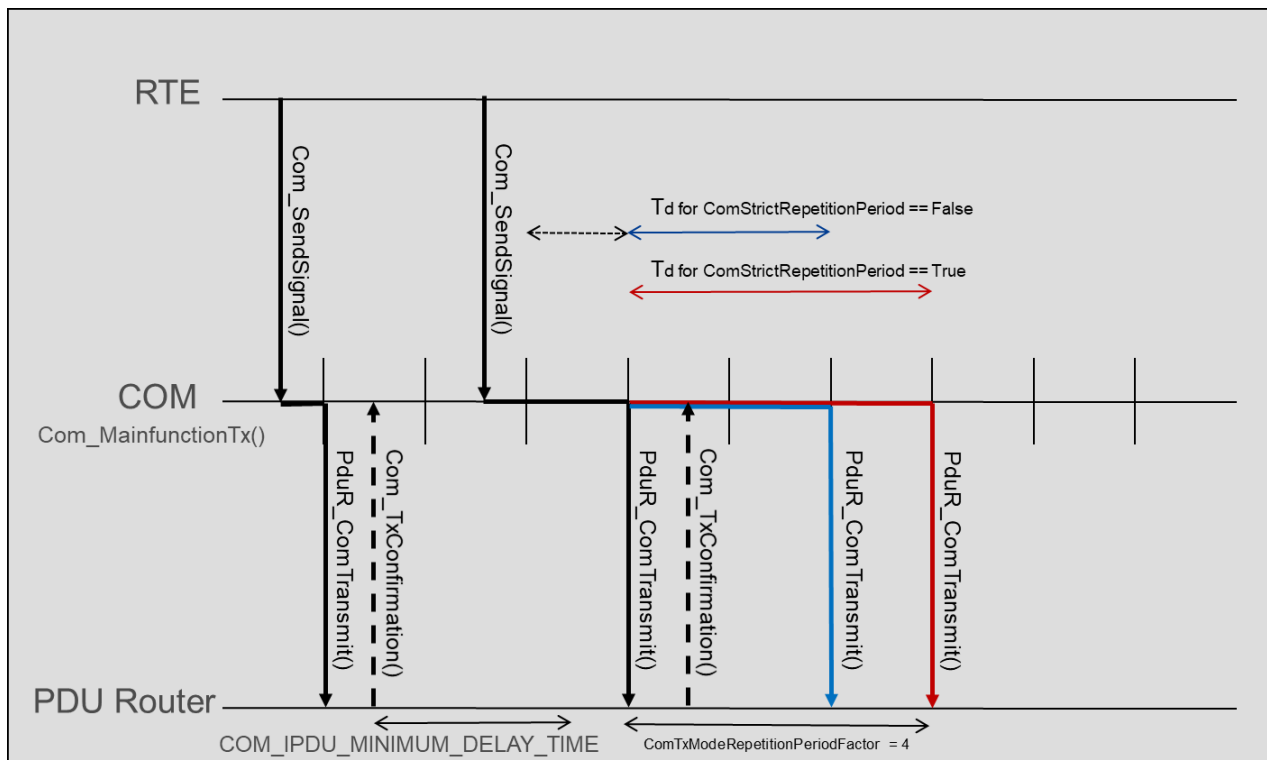 RTE
Com_SendSignal()
Com_SendSignal()
Td for ComStrictRepetitionPeriod == False
Td for ComStrictRepetitionPeriod == True
COM
Com_MainfunctionTx()
PduR_ComTransmit()
Com_TxConfirmation()
PduR_ComTransmit()
Com_TxConfirmation()
PduR_ComTransmit()
PduR_ComTransmit()
PDU Router
COM_IPDU_MINIMUM_DELAY_TIME
ComTxModeRepetitionPeriodFactor = 4